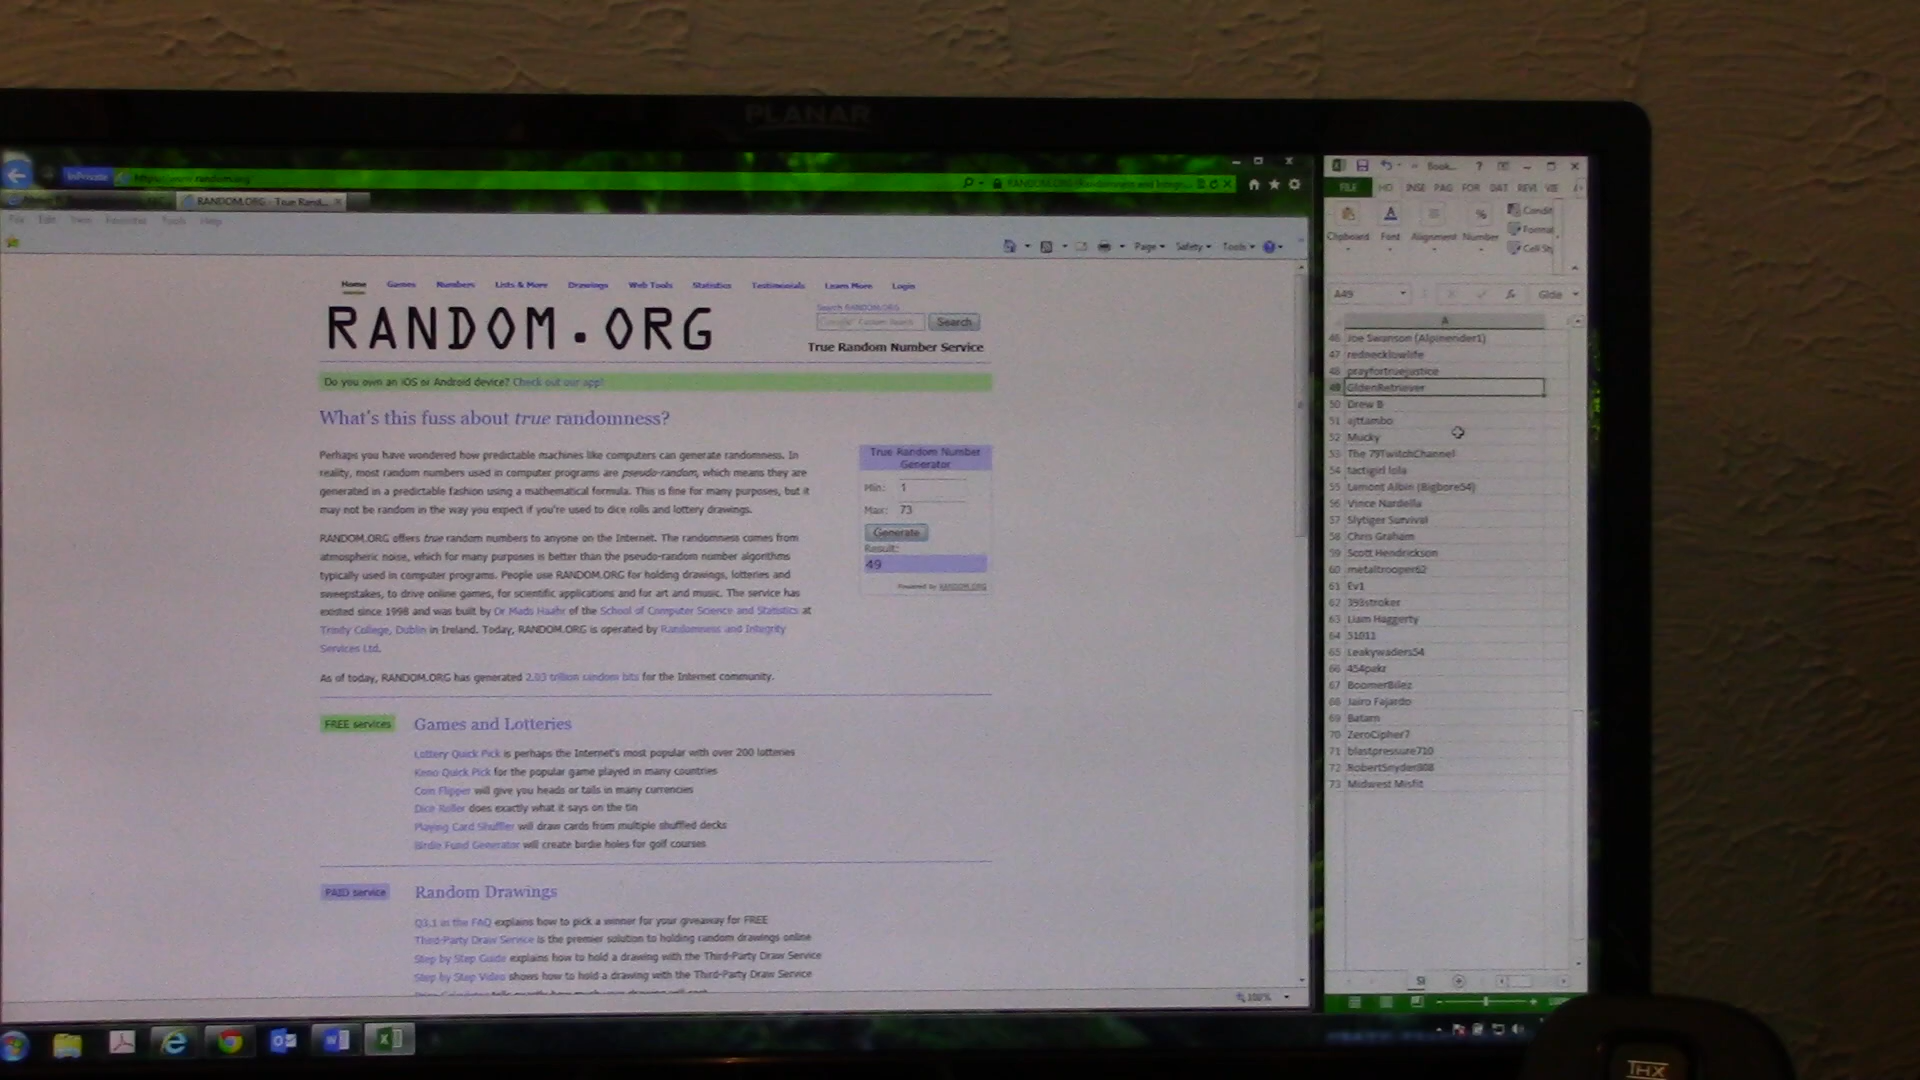 PLANAR
InPrivate
RANDOM.ORG - True Rand...
File Edit View Favorites Tools Help
Page Safety Tools
Home Games Numbers Lists & More Drawings Web Tools Statistics Testimonials Learn More Login
RANDOM.ORG
Search RANDOM.ORG
Search
True Random Number Service
Do you own an iOS or Android device? Check out our app!
What's this fuss about true randomness?
Perhaps you have wondered how predictable machines like computers can generate randomness. In
reality, most random numbers used in computer programs are pseudo-random, which means they are
generated in a predictable fashion using a mathematical formula. This is fine for many purposes, but it
may not be random in the way you expect if you're used to dice rolls and lottery drawings.
RANDOM.ORG offers true random numbers to anyone on the Internet. The randomness comes from
atmospheric noise, which for many purposes is better than the pseudo-random number algorithms
typically used in computer programs. People use RANDOM.ORG for holding drawings, lotteries and
sweepstakes, to drive online games, for scientific applications and for art and music. The service has
existed since 1998 and was built by Dr Mads Haahr of the School of Computer Science and Statistics at
Trinity College, Dublin in Ireland. Today, RANDOM.ORG is operated by Randomness and Integrity
Services Ltd.
As of today, RANDOM.ORG has generated 2.03 trillion random bits for the Internet community.
True Random Number
Generator
Min: 1
Max: 73
Generate
Result:
49
Powered by RANDOM.ORG
FREE services
Games and Lotteries
Lottery Quick Pick is perhaps the Internet's most popular with over 200 lotteries
Keno Quick Pick for the popular game played in many countries
Coin Flipper will give you heads or tails in many currencies
Dice Roller does exactly what it says on the tin
Playing Card Shuffler will draw cards from multiple shuffled decks
Birdie Fund Generator will create birdie holes for golf courses
PAID service
Random Drawings
Q3.1 in the FAQ explains how to pick a winner for your giveaway for FREE
Third-Party Draw Service is the premier solution to holding random drawings online
Step by Step Guide explains how to hold a drawing with the Third-Party Draw Service
Step by Step Video shows how to hold a drawing with the Third-Party Draw Service
Book...
FILE HO INSE PAG FOR DAT REVI VIE
Clipboard Font Alignment Number
Condit
Format
Cell St
A49 fx Glde
A
46 Joe Swanson (Alpinender1)
47 rednecklowlife
48 prayfortruejustice
49 GldenRetriever
50 Drew B
51 ejttambo
52 Mucky
53 The 79TwitchChannel
54 tactigirl lola
55 Lamont Albin (Bigbore54)
56 Vince Nardella
57 Slytiger Survival
58 Chris Graham
59 Scott Hendrickson
60 metaltrooper62
61 Ev1
62 393stroker
63 Liam Haggerty
64 51011
65 Leakywaders54
66 454pakr
67 BoomerBilez
68 Jairo Fajardo
69 Batam
70 ZeroCipher7
71 blastpressure710
72 RobertSnyder808
73 Midwest Misfit
THX